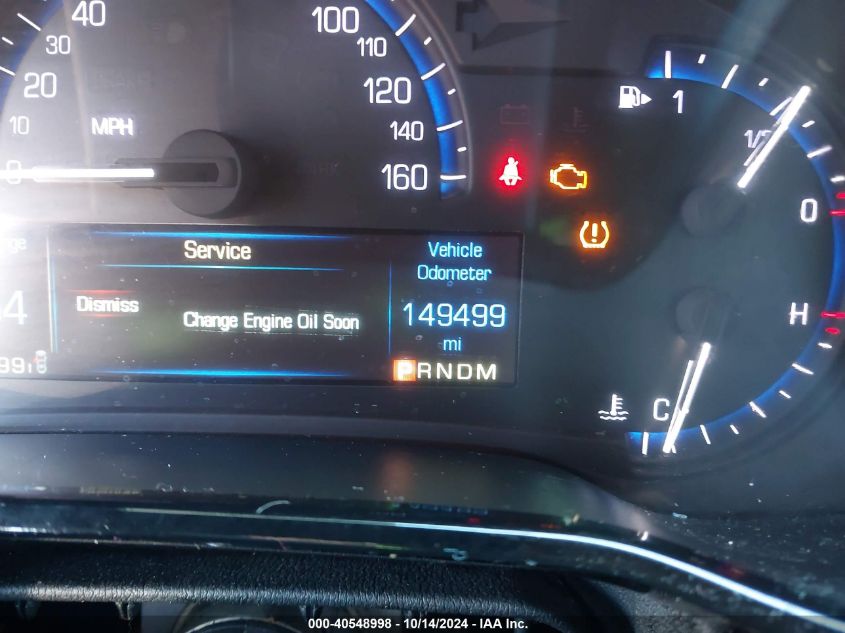 40
30
20
10
MPH
0
100
110
120
140
160
1
1/2
0
H
C
Service
Dismiss
Change Engine Oil Soon
Vehicle
Odometer
149499
mi
PRNDM
000-40548998 - 10/14/2024 - IAA Inc.